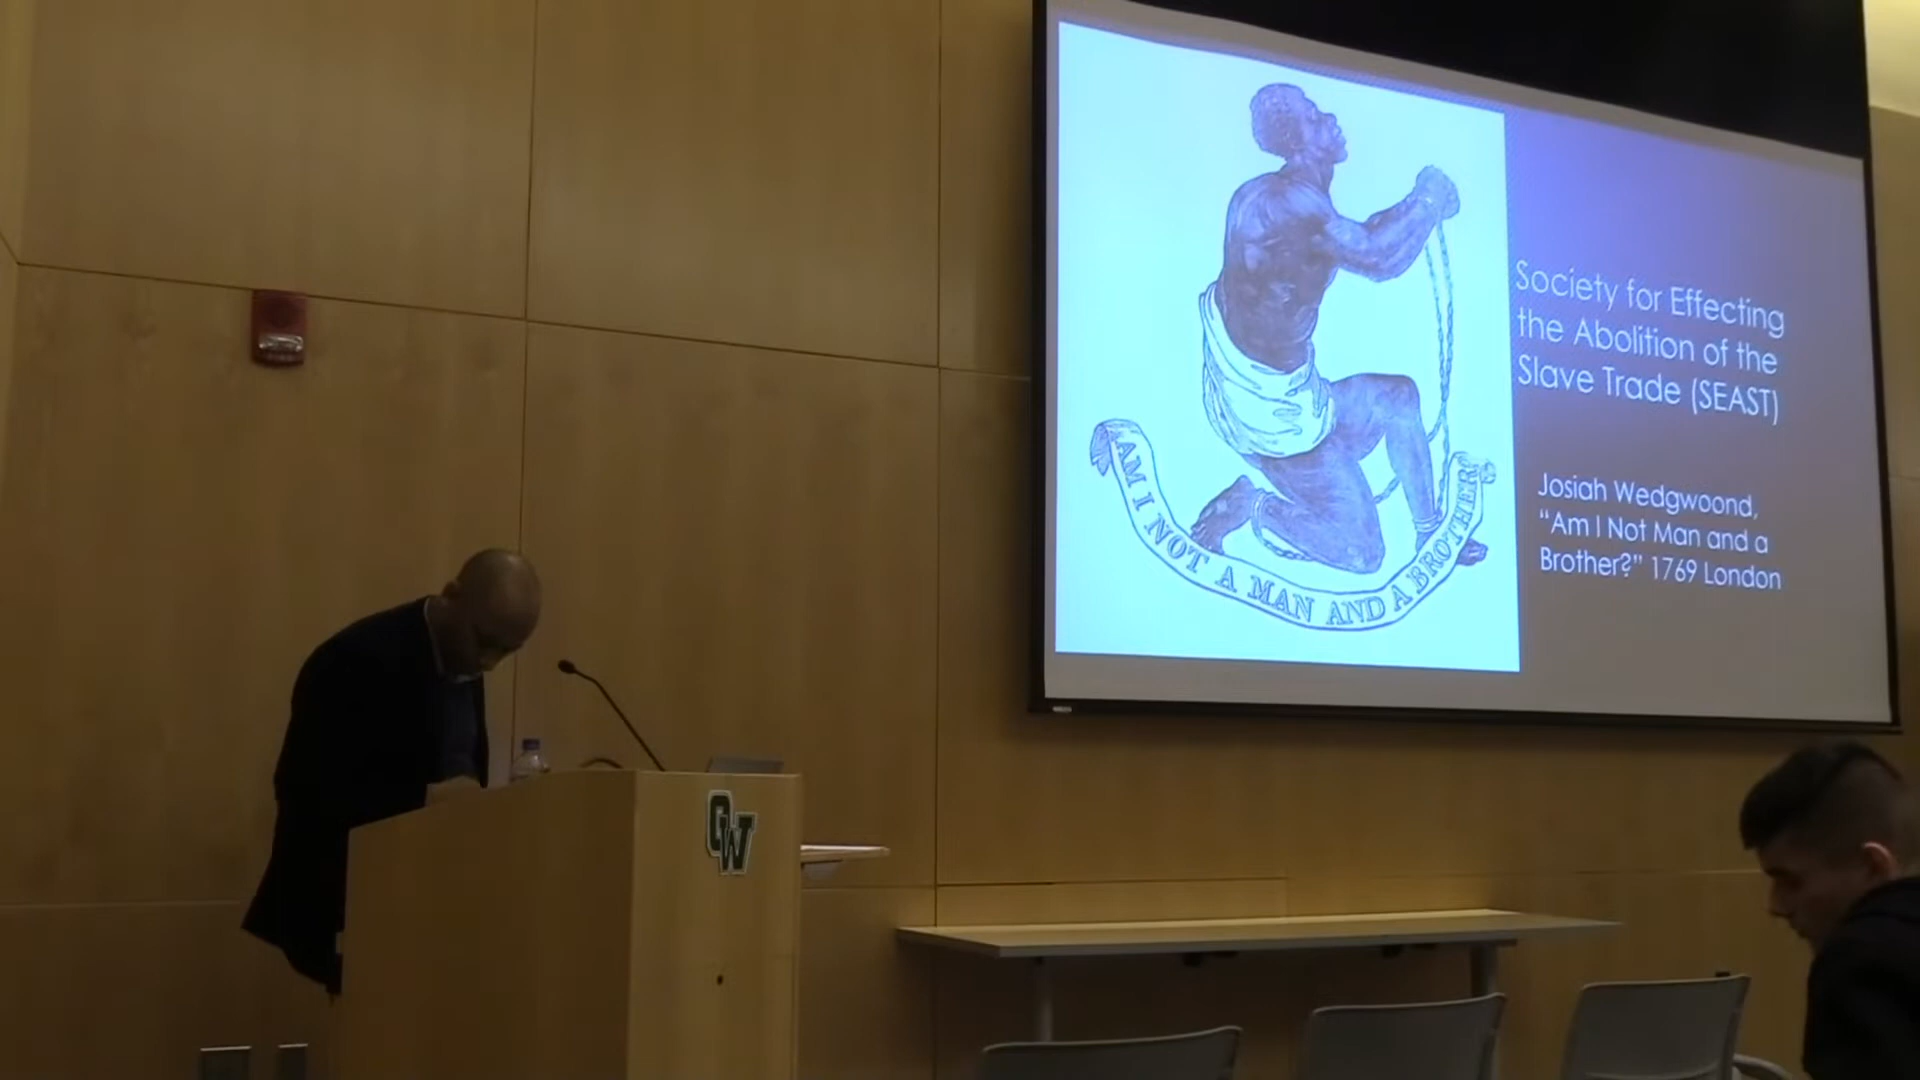 AM I NOT A MAN AND A BROTHER?
Society for Effecting
the Abolition of the
Slave Trade (SEAST)
Josiah Wedgwoond,
“Am I Not Man and a
Brother?” 1769 London
OW